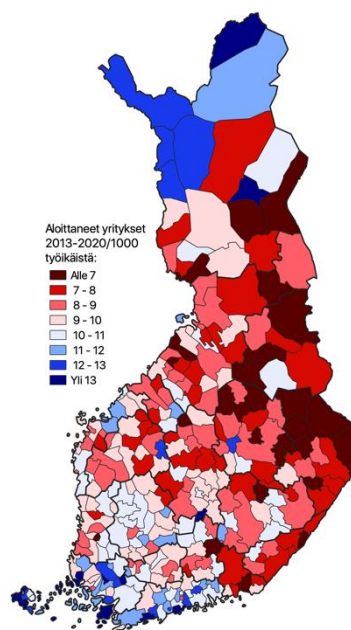 Aloittaneet yritykset
2013-2020/1000
työikäistä:
Alle 7
7 - 8
8 - 9
9 - 10
10 - 11
11 - 12
12 - 13
Yli 13